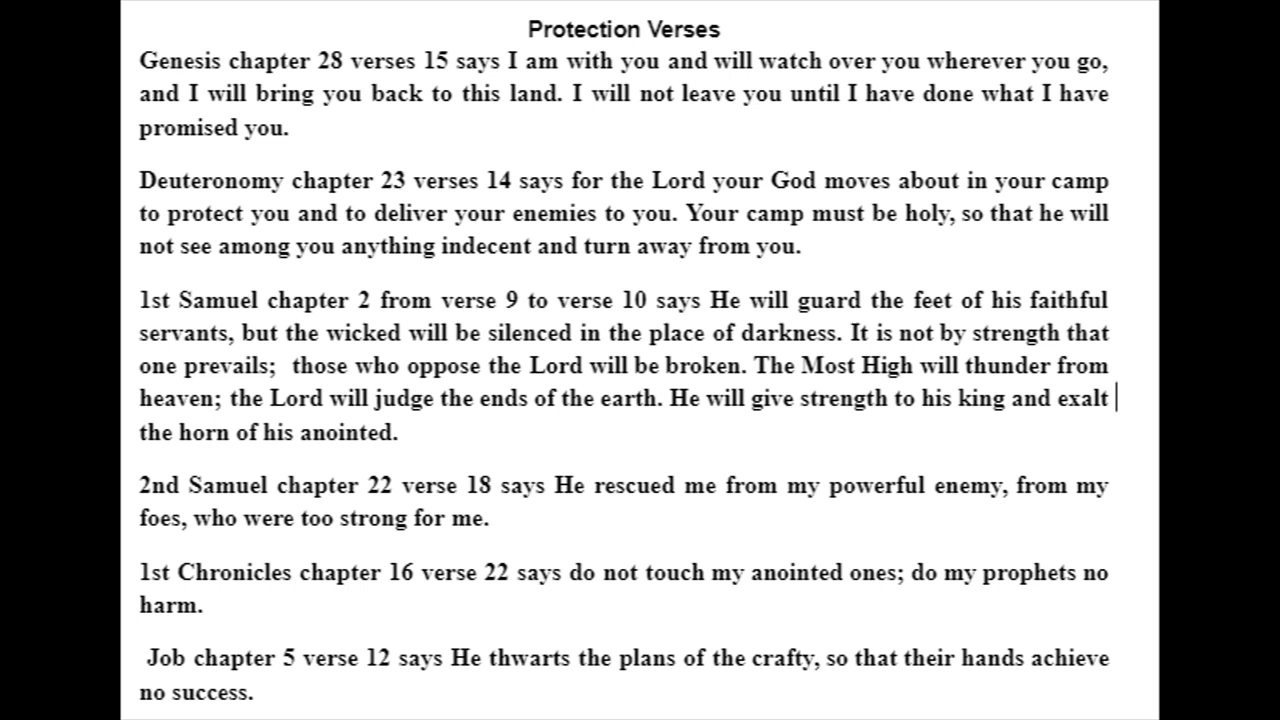 Protection Verses
Genesis chapter 28 verses 15 says I am with you and will watch over you wherever you go,
and I will bring you back to this land. I will not leave you until I have done what I have
promised you.
Deuteronomy chapter 23 verses 14 says for the Lord your God moves about in your camp
to protect you and to deliver your enemies to you. Your camp must be holy, so that he will
not see among you anything indecent and turn away from you.
1st Samuel chapter 2 from verse 9 to verse 10 says He will guard the feet of his faithful
servants, but the wicked will be silenced in the place of darkness. It is not by strength that
one prevails;  those who oppose the Lord will be broken. The Most High will thunder from
heaven; the Lord will judge the ends of the earth. He will give strength to his king and exalt
the horn of his anointed.
2nd Samuel chapter 22 verse 18 says He rescued me from my powerful enemy, from my
foes, who were too strong for me.
1st Chronicles chapter 16 verse 22 says do not touch my anointed ones; do my prophets no
harm.
Job chapter 5 verse 12 says He thwarts the plans of the crafty, so that their hands achieve
no success.